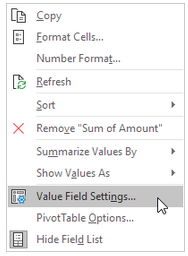 Copy
Format Cells...
Number Format...
Refresh
Sort
Remove "Sum of Amount"
Summarize Values By
Show Values As
Value Field Settings...
PivotTable Options...
Hide Field List